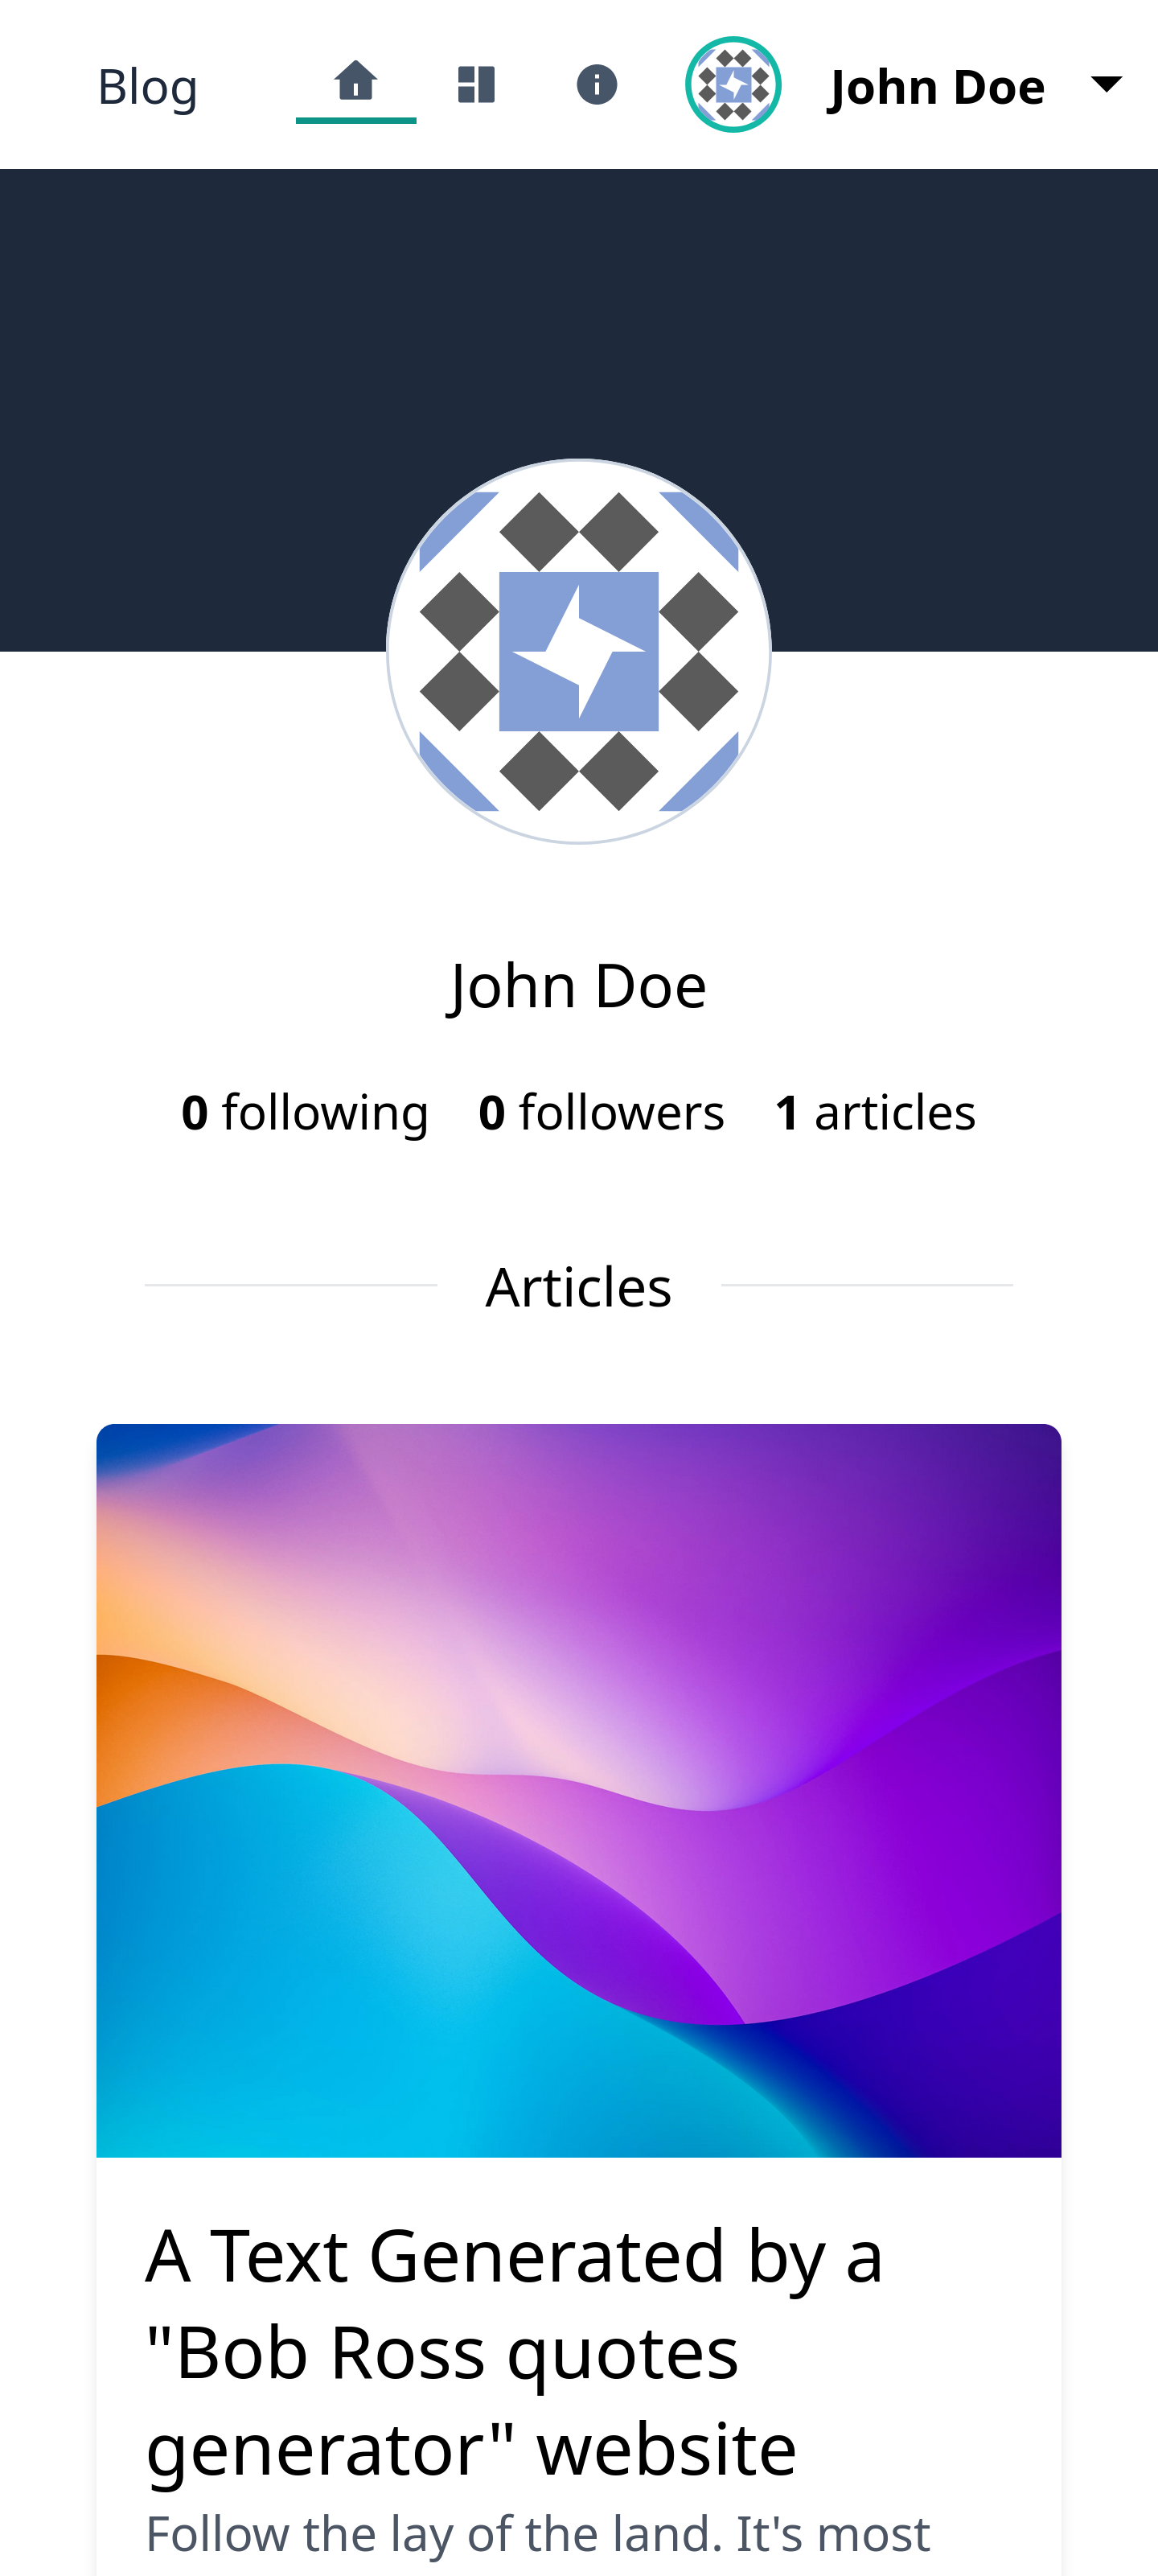 Blog John Doe
John Doe
0 following 0 followers 1 articles
Articles
A Text Generated by a
"Bob Ross quotes
generator" website
Follow the lay of the land. It's most